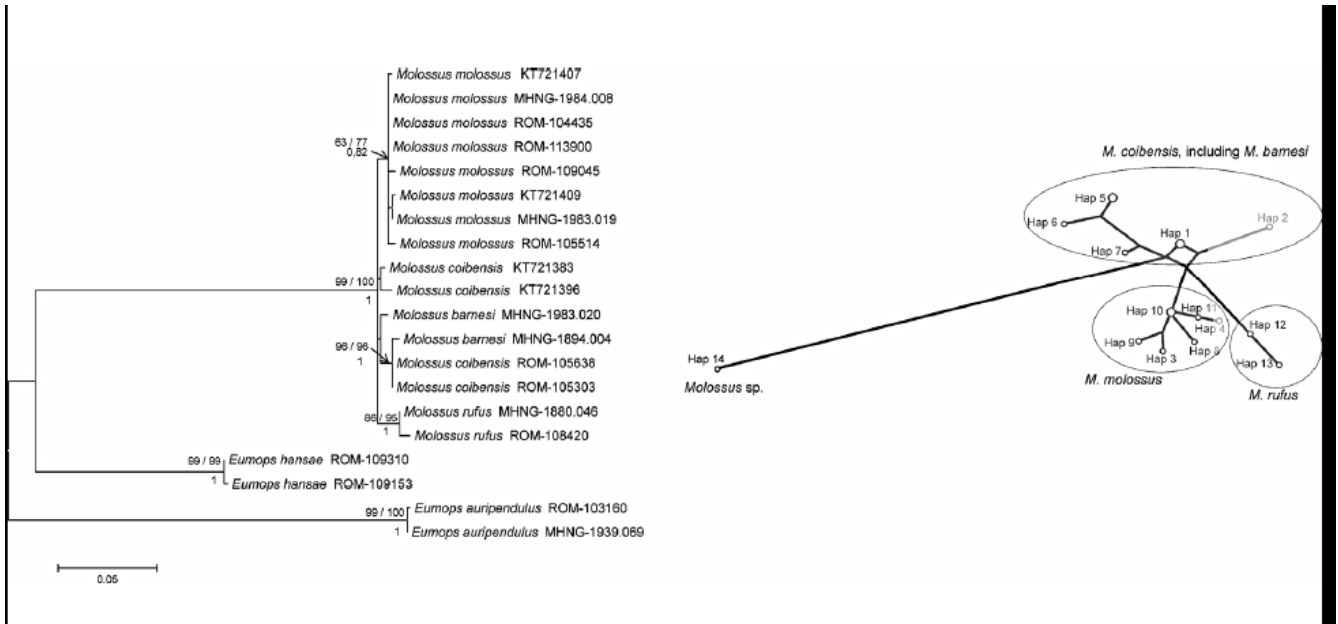 Molossus molossus KT721407
Molossus molossus MHNG-1984.008
Molossus molossus ROM-104435
63 / 77
0,82
Molossus molossus ROM-113900
Molossus molossus ROM-109045
Molossus molossus KT721409
Molossus molossus MHNG-1983.019
Molossus molossus ROM-105514
Molossus coibensis KT721383
99 / 100
1
Molossus coibensis KT721396
Molossus barnesi MHNG-1983.020
Molossus barnesi MHNG-1894.004
96 / 96
1
Molossus coibensis ROM-105638
Molossus coibensis ROM-105303
Molossus rufus MHNG-1880.046
86 / 95
1
Molossus rufus ROM-108420
99 / 99
1
Eumops hansae ROM-109310
Eumops hansae ROM-109153
Eumops auripendulus ROM-103160
99 / 100
1
Eumops auripendulus MHNG-1939.069
0.05
M. coibensis, including M. barnesi
Hap 5
Hap 6
Hap 2
Hap 1
Hap 7
Hap 10
Hap 11
Hap 4
Hap 12
Hap 9
Hap 3
Hap 8
Hap 13
M. molossus
M. rufus
Hap 14
Molossus sp.